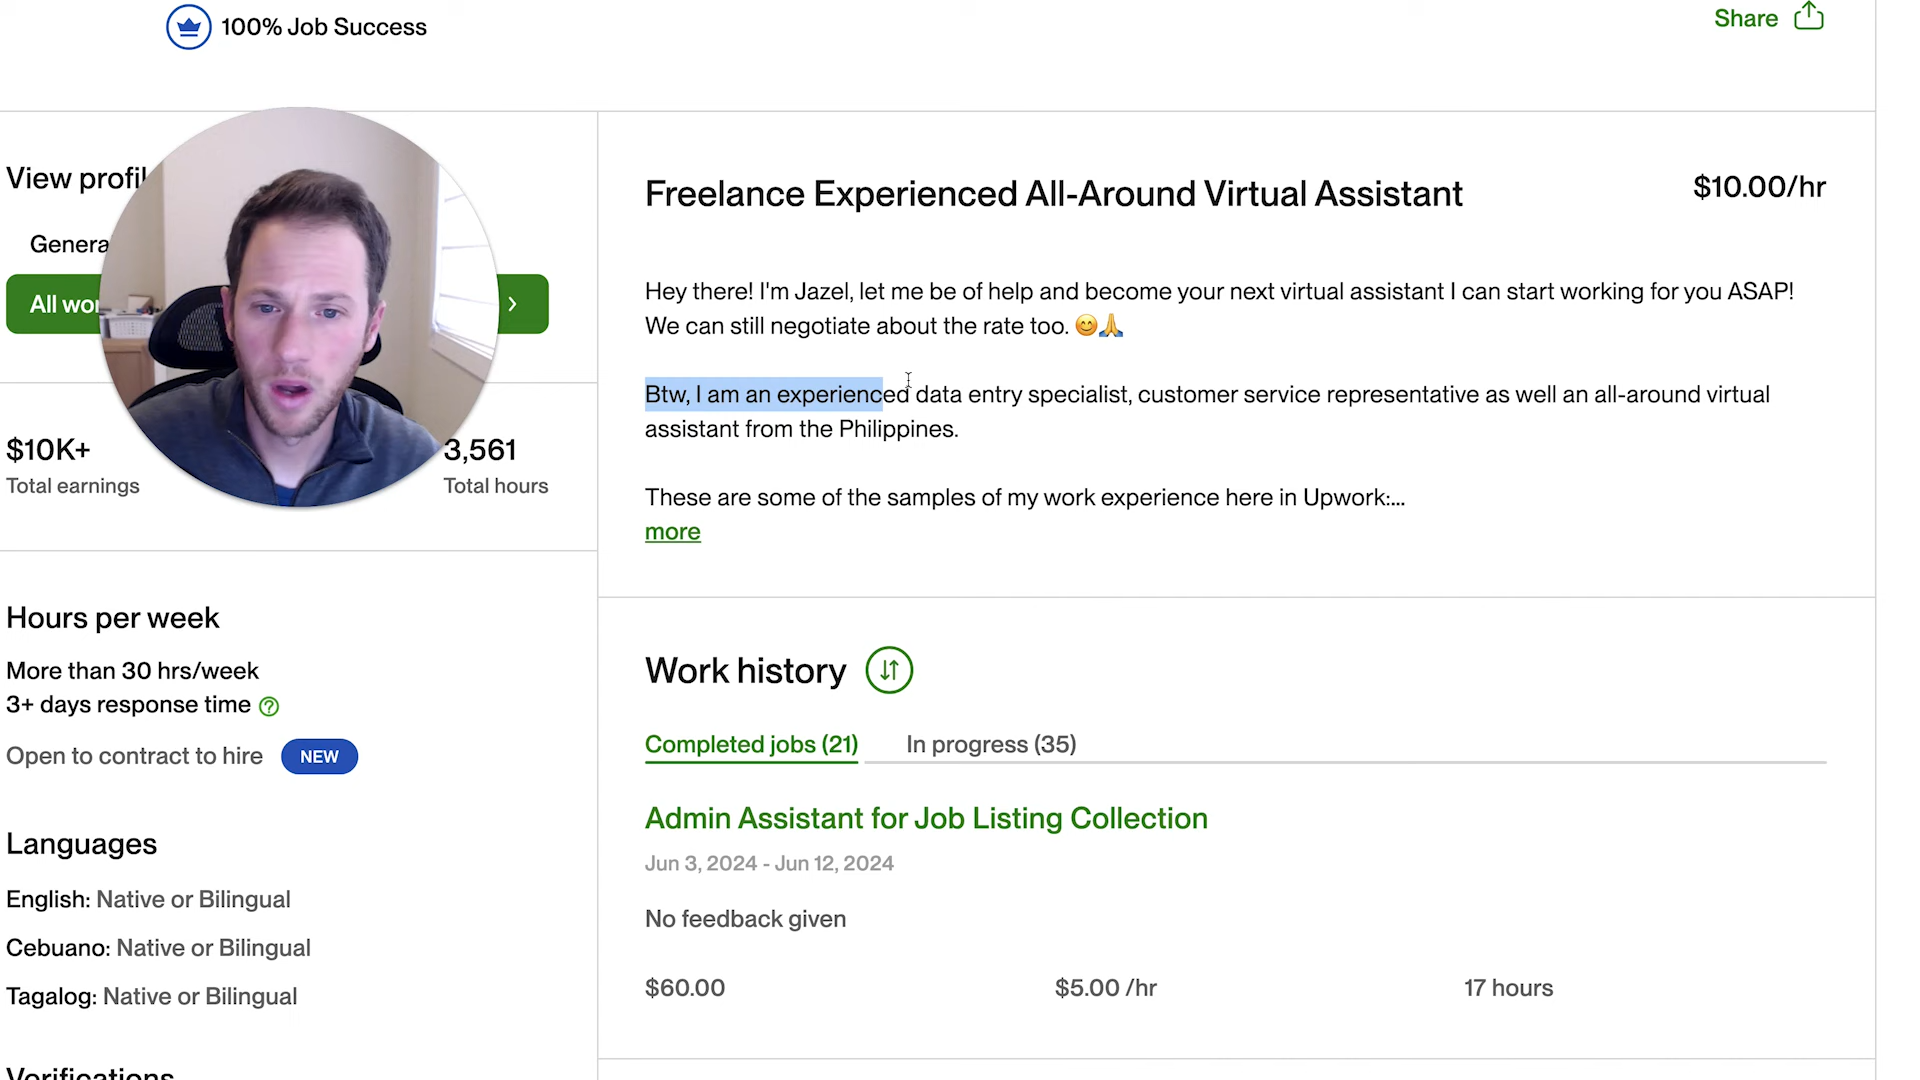 100% Job Success
Share
View profil
Genera
All wor
$10K+
Total earnings
3,561
Total hours
Hours per week
More than 30 hrs/week
3+ days response time
Open to contract to hire NEW
Languages
English: Native or Bilingual
Cebuano: Native or Bilingual
Tagalog: Native or Bilingual
Verifications
Freelance Experienced All-Around Virtual Assistant
$10.00/hr
Hey there! I'm Jazel, let me be of help and become your next virtual assistant I can start working for you ASAP!
We can still negotiate about the rate too. 😊🙏
Btw, I am an experienced data entry specialist, customer service representative as well an all-around virtual
assistant from the Philippines.
These are some of the samples of my work experience here in Upwork:...
more
Work history
Completed jobs (21)
In progress (35)
Admin Assistant for Job Listing Collection
Jun 3, 2024 - Jun 12, 2024
No feedback given
$60.00
$5.00 /hr
17 hours